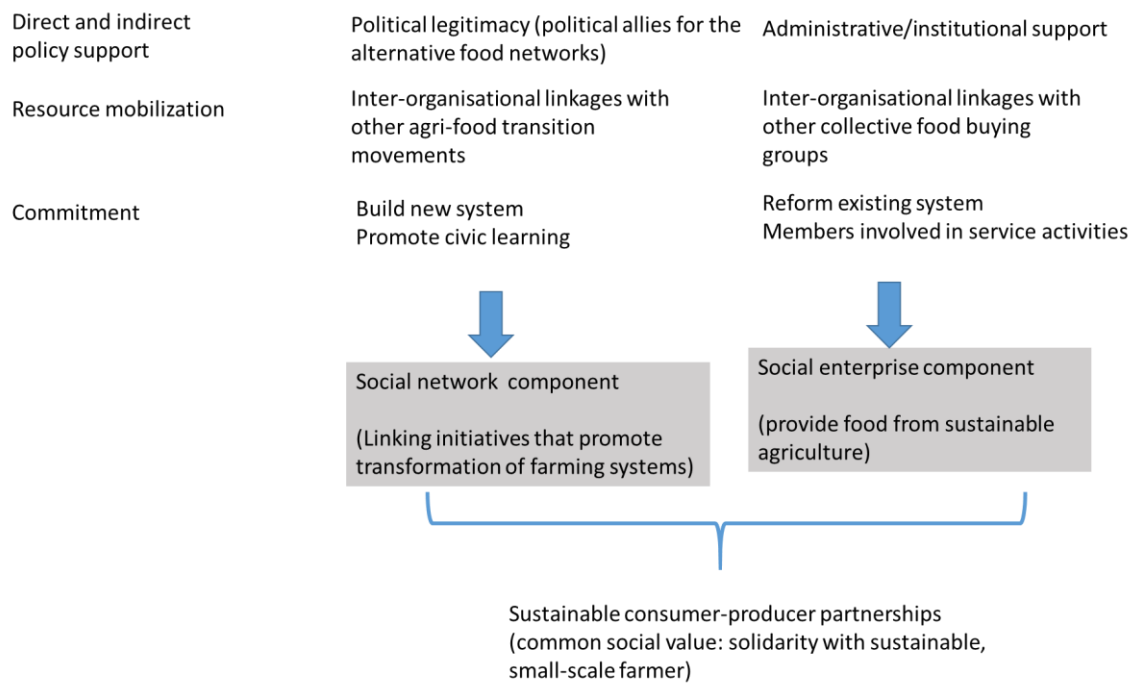 Direct and indirect
policy support
Political legitimacy (political allies for the
alternative food networks)
Administrative/institutional support
Resource mobilization
Inter-organisational linkages with
other agri-food transition
movements
Inter-organisational linkages with
other collective food buying
groups
Commitment
Build new system
Promote civic learning
Reform existing system
Members involved in service activities
Social network component
(Linking initiatives that promote
transformation of farming systems)
Social enterprise component
(provide food from sustainable
agriculture)
Sustainable consumer-producer partnerships
(common social value: solidarity with sustainable,
small-scale farmer)